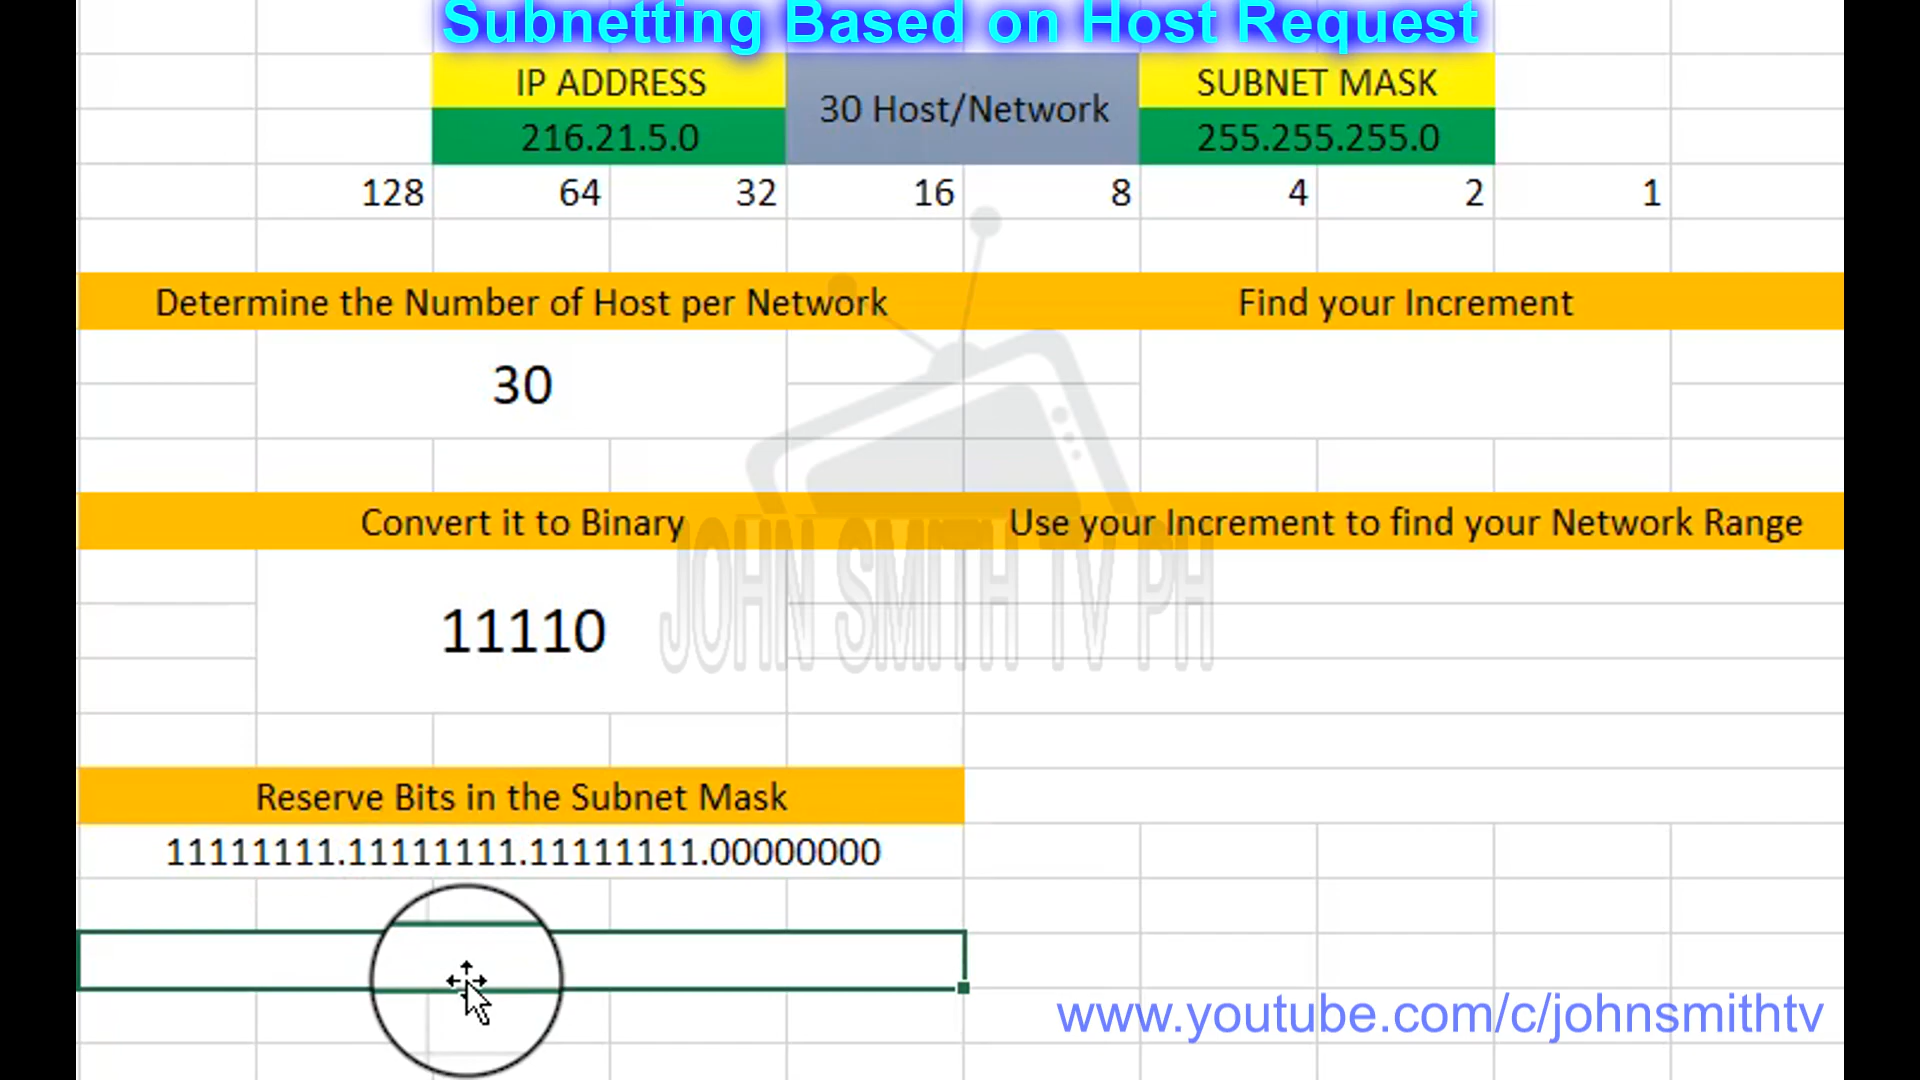 Subnetting Based on Host Request
IP ADDRESS
30 Host/Network
SUBNET MASK
216.21.5.0
255.255.255.0
128 64 32 16 8 4 2 1
Determine the Number of Host per Network
Find your Increment
30
Convert it to Binary
Use your Increment to find your Network Range
11110
JOHN SMITH TV PH
Reserve Bits in the Subnet Mask
11111111.11111111.11111111.00000000
www.youtube.com/c/johnsmithtv